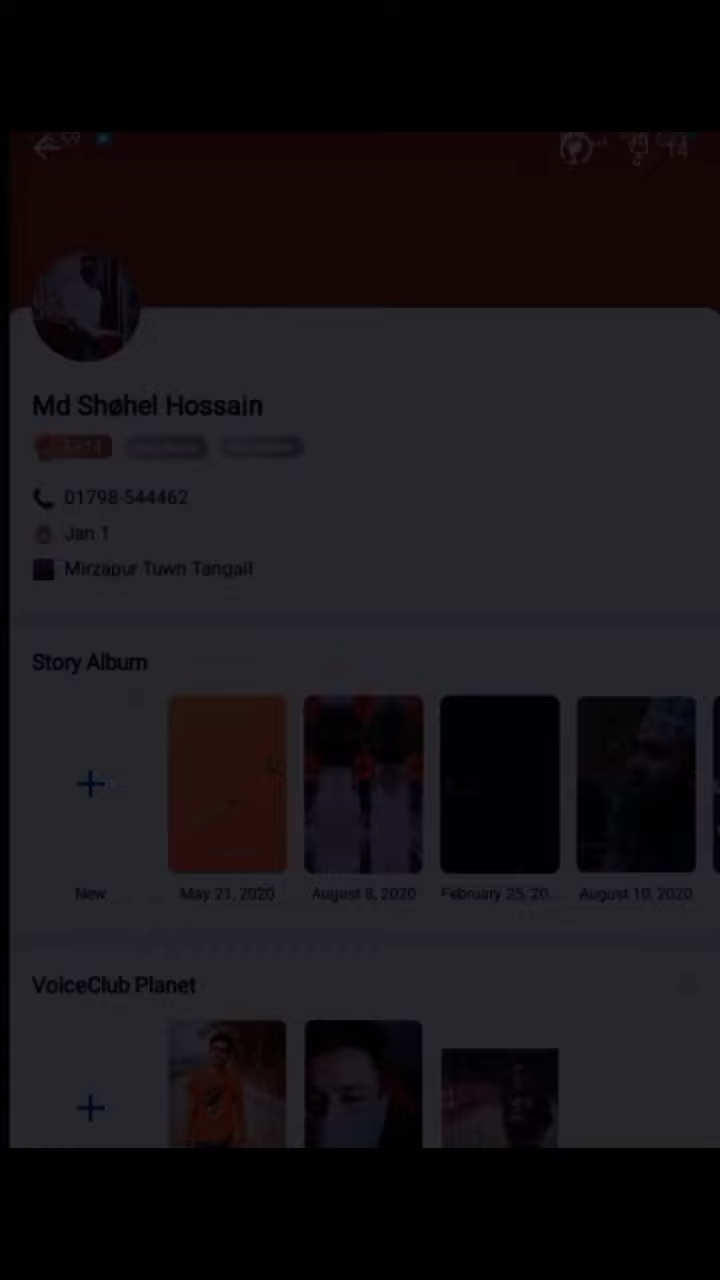 Md Shøhel Hossain
01798-544462
Jan 1
Mirzapur Tuwn Tangail
Story Album
New
May 21, 2020
August 8, 2020
February 25, 20...
August 10, 2020
VoiceClub Planet